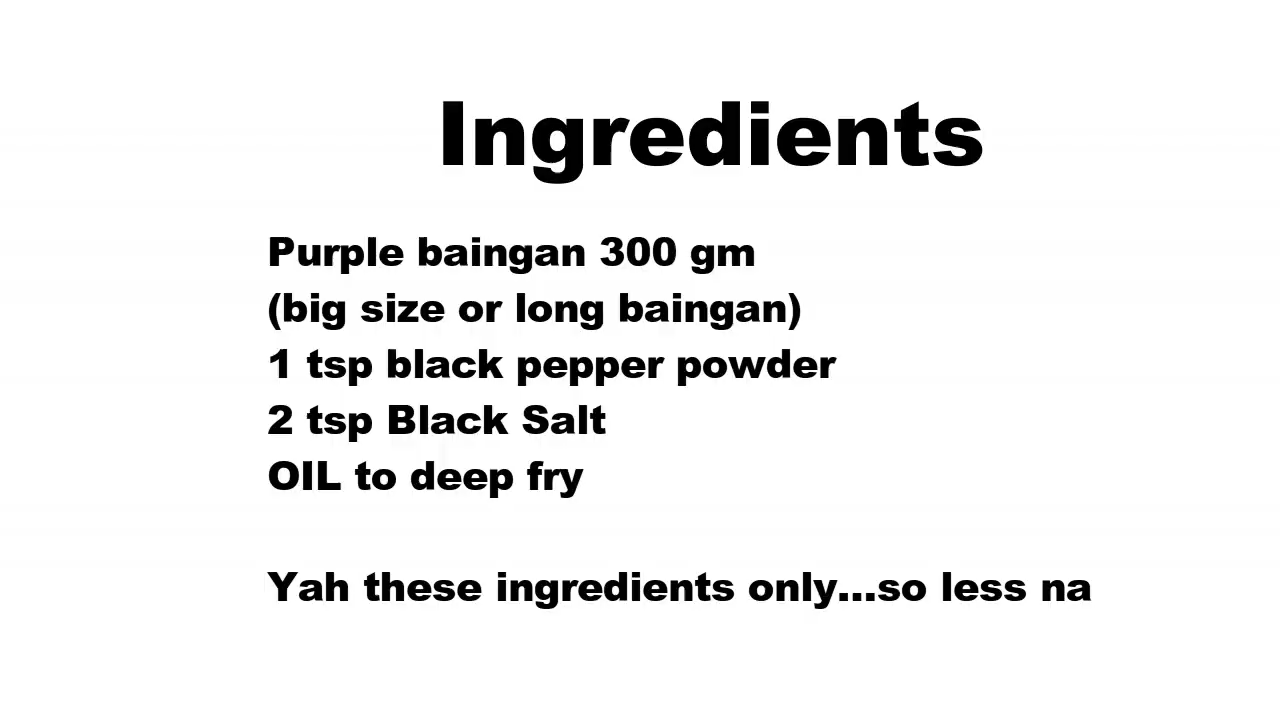 Ingredients
Purple baingan 300 gm
(big size or long baingan)
1 tsp black pepper powder
2 tsp Black Salt
OIL to deep fry
Yah these ingredients only...so less na